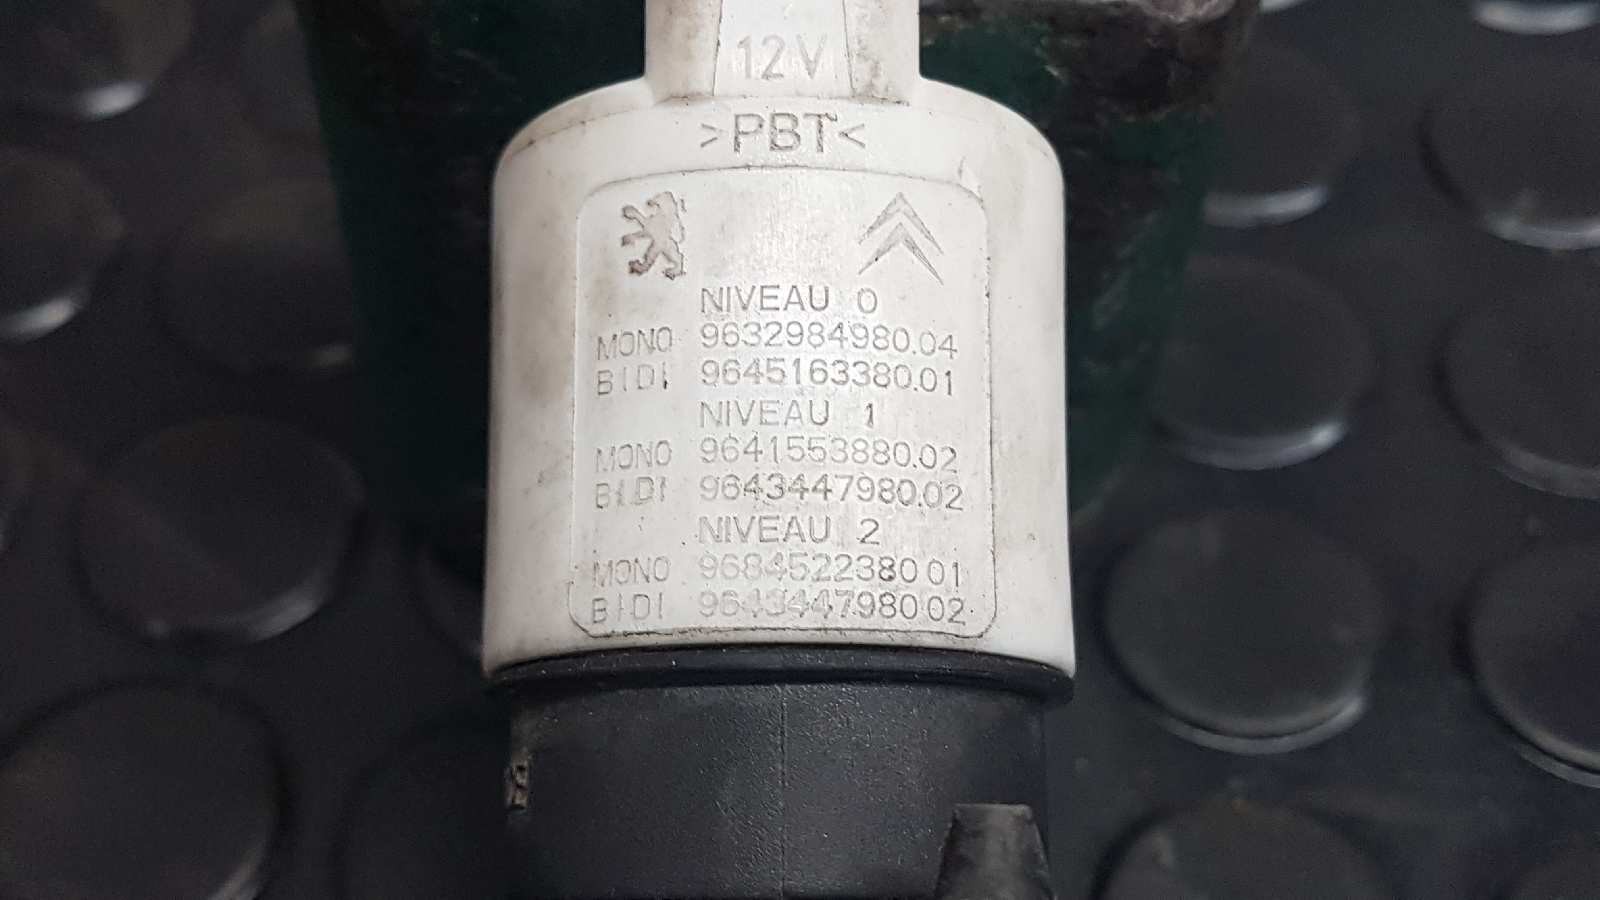 12V
>PBT<
NIVEAU 0
MONO 9632984980.04
BIDI 9645163380.01
NIVEAU 1
MONO 9641553880.02
BIDI 9643447980.02
NIVEAU 2
MONO 9684522380 01
BIDI 9643447980 02